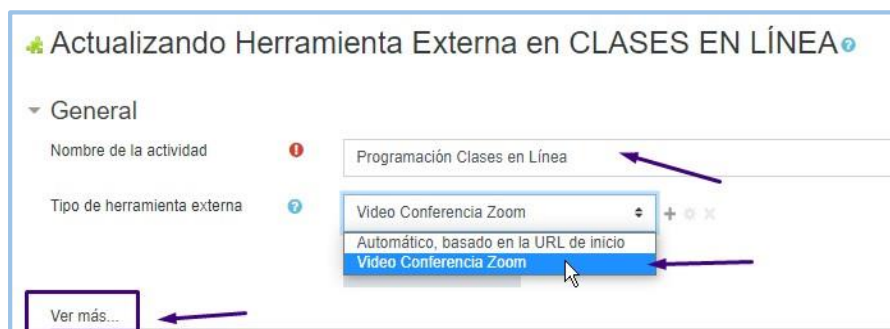 Actualizando Herramienta Externa en CLASES EN LÍNEA
General
Nombre de la actividad
Programación Clases en Línea
Tipo de herramienta externa
Video Conferencia Zoom
Automático, basado en la URL de inicio
Video Conferencia Zoom
Ver más...